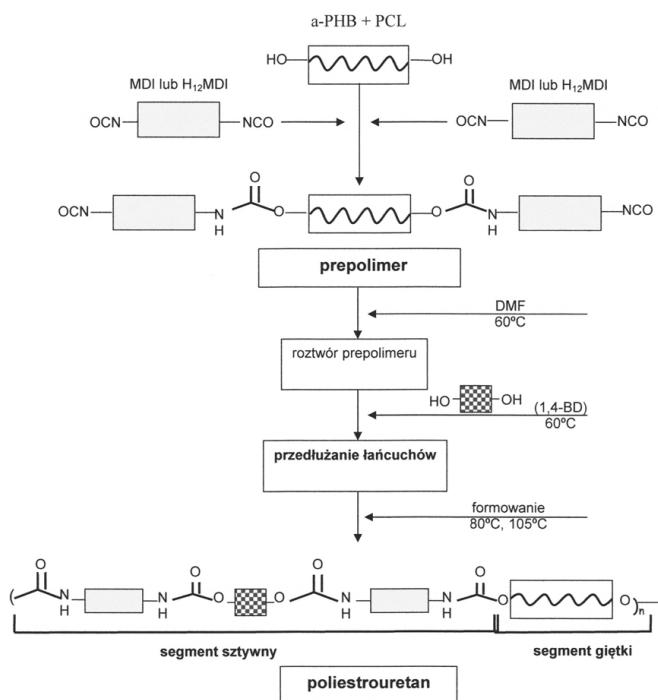 a-PHB + PCL
HO OH
MDI lub H₁₂MDI MDI lub H₁₂MDI
OCN NCO OCN NCO
O O
OCN N O O N NCO
H H
prepolimer
DMF
60ºC
roztwór prepolimeru
HO OH (1,4-BD)
60ºC
przedłużanie łańcuchów
formowanie
80ºC, 105ºC
O O O O
( N N O O N N O O )n
H H H H
segment sztywny segment giętki
poliestrouretan